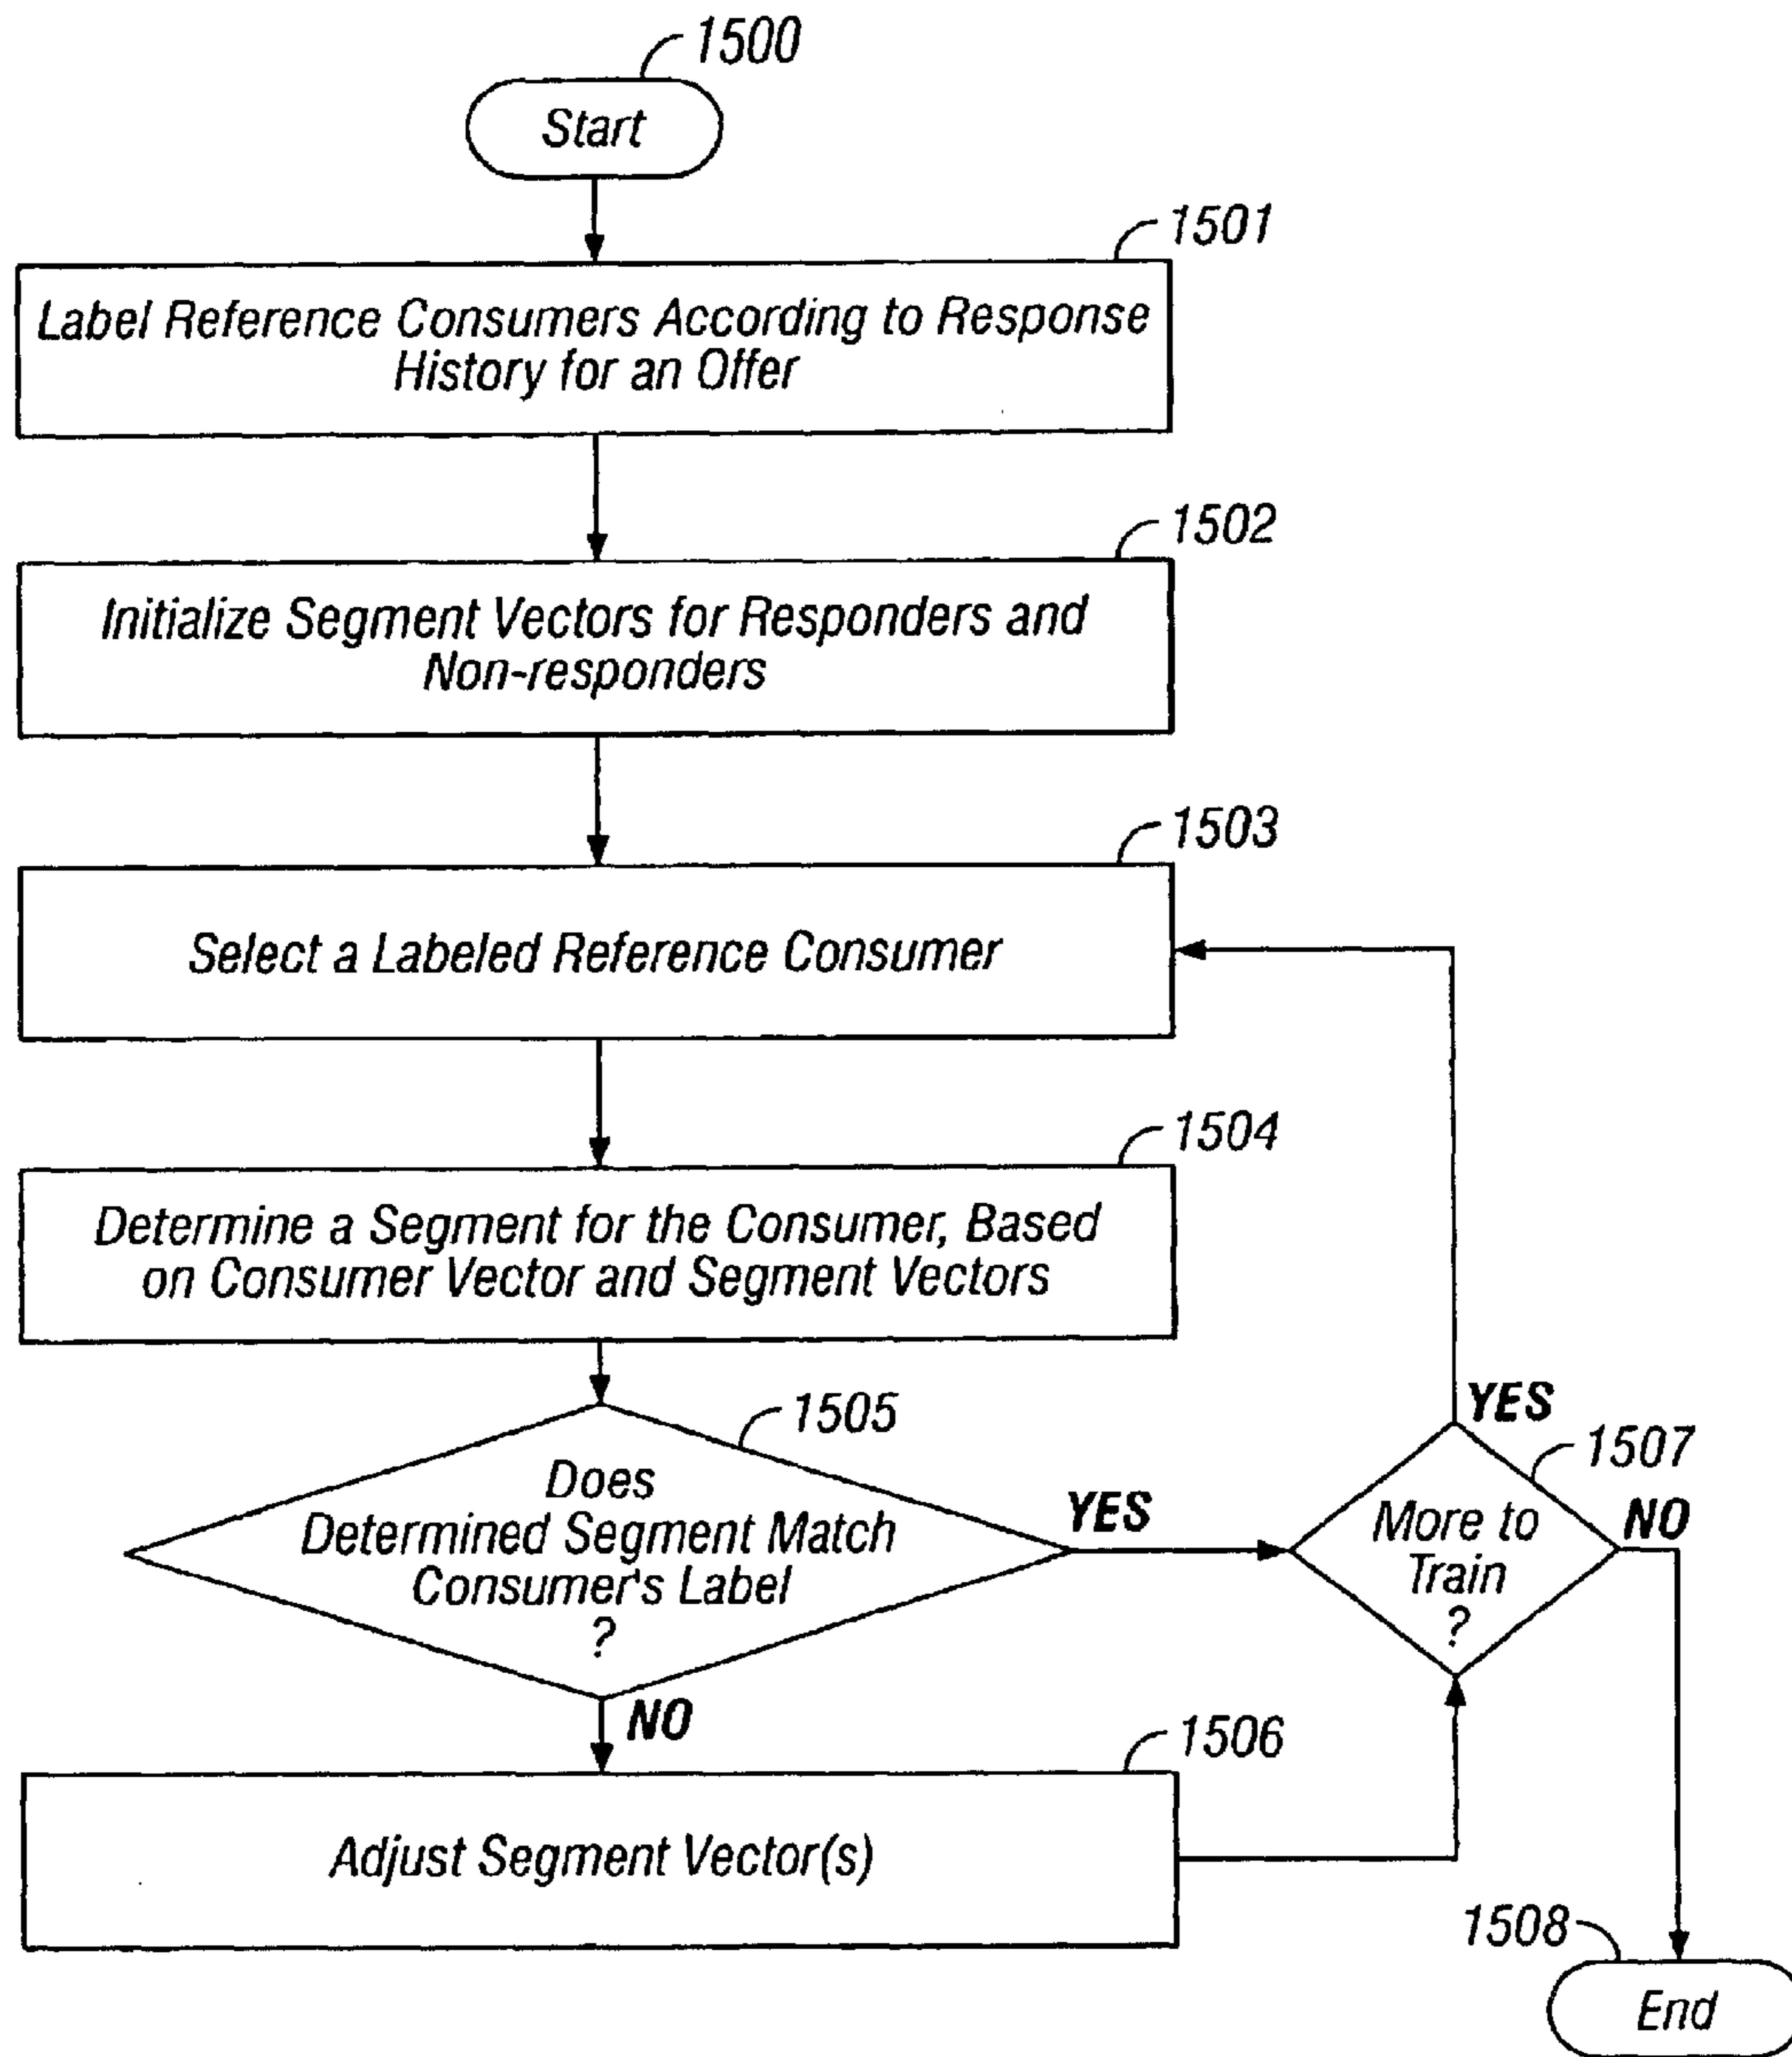 1500
Start
1501
Label Reference Consumers According to Response
History for an Offer
1502
Initialize Segment Vectors for Responders and
Non-responders
1503
Select a Labeled Reference Consumer
1504
Determine a Segment for the Consumer, Based
on Consumer Vector and Segment Vectors
1505
Does
Determined Segment Match
Consumer's Label
?
YES
NO
1506
Adjust Segment Vector(s)
1507
More to
Train
?
YES
NO
1508
End